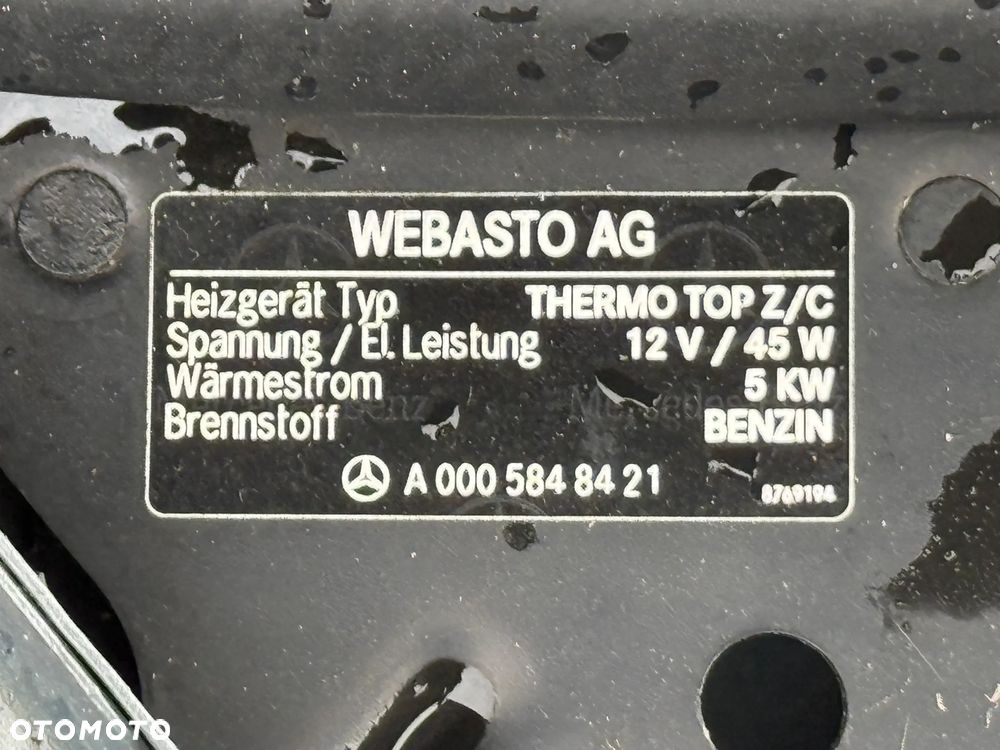 WEBASTO AG
Heizgerät Typ THERMO TOP Z/C
Spannung / El. Leistung 12 V / 45 W
Wärmestrom 5 KW
Brennstoff BENZIN
A 000 584 84 21
8769194
OTOMOTO